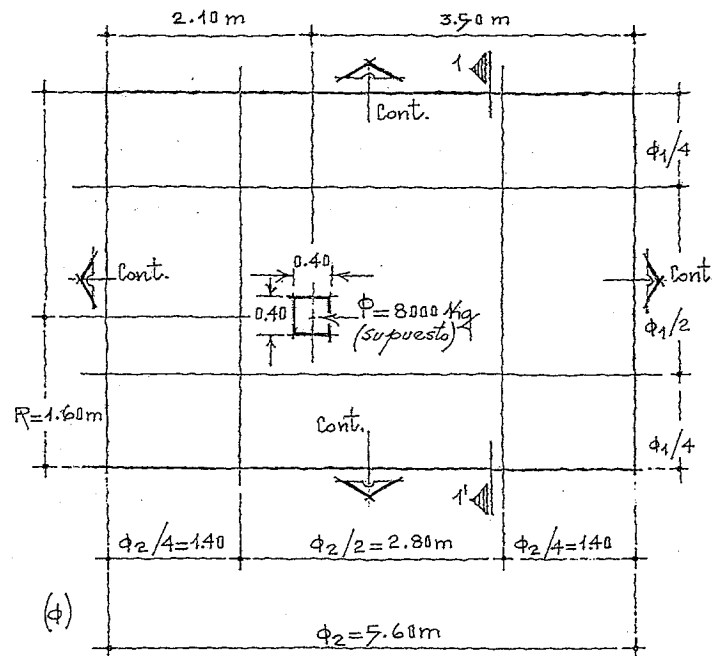 2.10 m
3.50 m
1
Cont.
ϕ1/4
Cont.
0.40
Cont
0.40
P=8000 Kg
(supuesto)
ϕ1/2
R=1.60m
Cont.
ϕ1/4
1'
ϕ2/4=1.40
ϕ2/2=2.80m
ϕ2/4=1.40
(ϕ)
ϕ2=5.60m